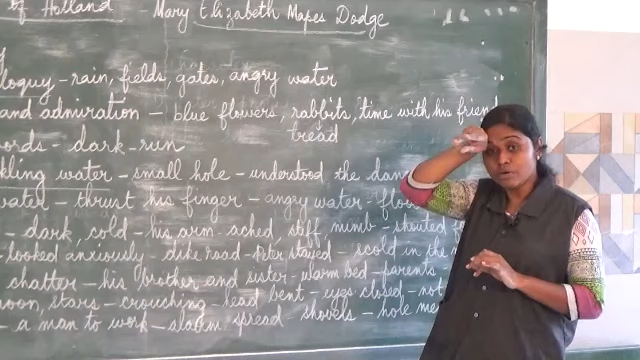 of Holland - Mary Elizabeth Mapes Dodge
loquy - rain, fields, gates, angry water
and admiration - blue flowers, rabbits, time with his friend
tread
ords - dark - run
kling water - small hole - understood the dan
water - thrust his finger - angry water - flo
- dark, cold - his arm ached, stiff, numb - shouted f
- looked anxiously - dike road - Peter stayed - scold in the m
chatter - his brother and sister - warm bed - parents
oon, stars - crouching - head bent - eyes closed - not
- a man to work - alarm spread shovels - hole me